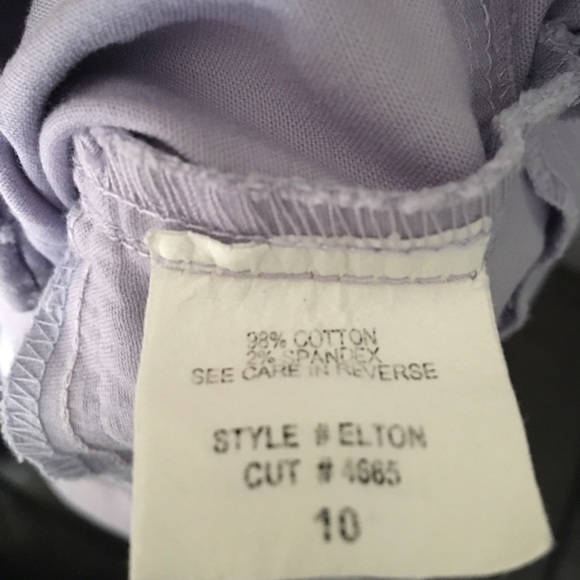 98% COTTON
2% SPANDEX
SEE CARE IN REVERSE
STYLE # ELTON
CUT # 4665
10